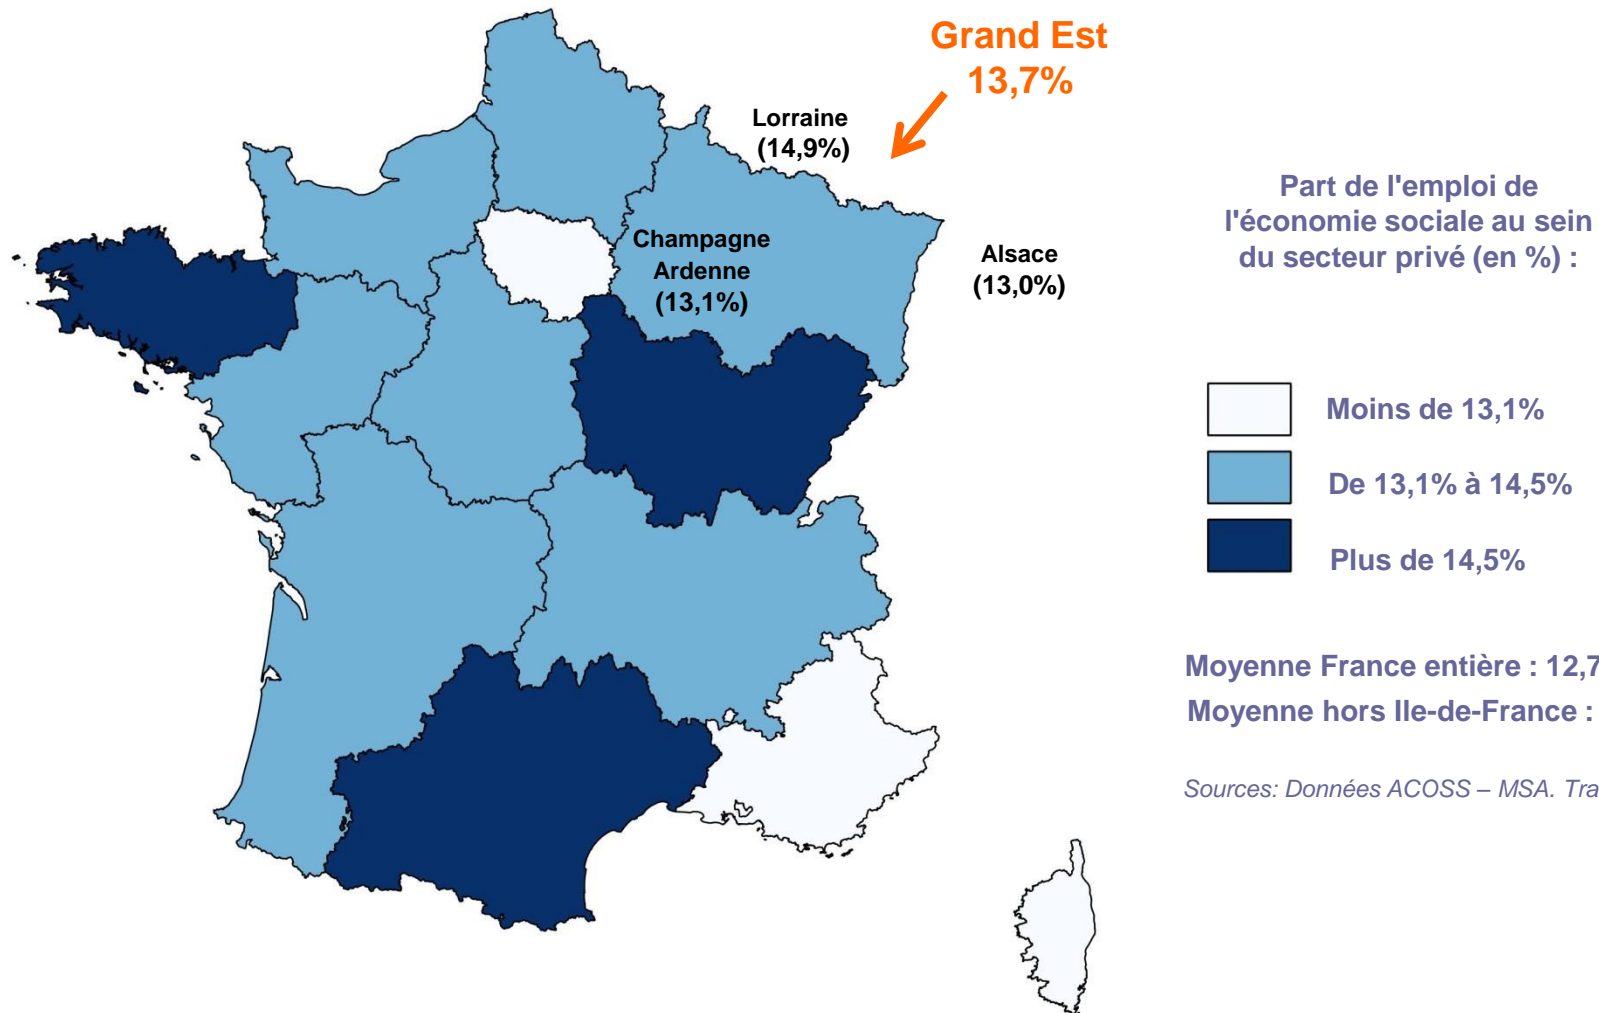 Grand Est
13,7%
Lorraine
(14,9%)
Champagne
Ardenne
(13,1%)
Alsace
(13,0%)
Part de l'emploi de
l'économie sociale au sein
du secteur privé (en %) :
Moins de 13,1%
De 13,1% à 14,5%
Plus de 14,5%
Moyenne France entière : 12,7
Moyenne hors Ile-de-France :
Sources: Données ACOSS – MSA. Tra